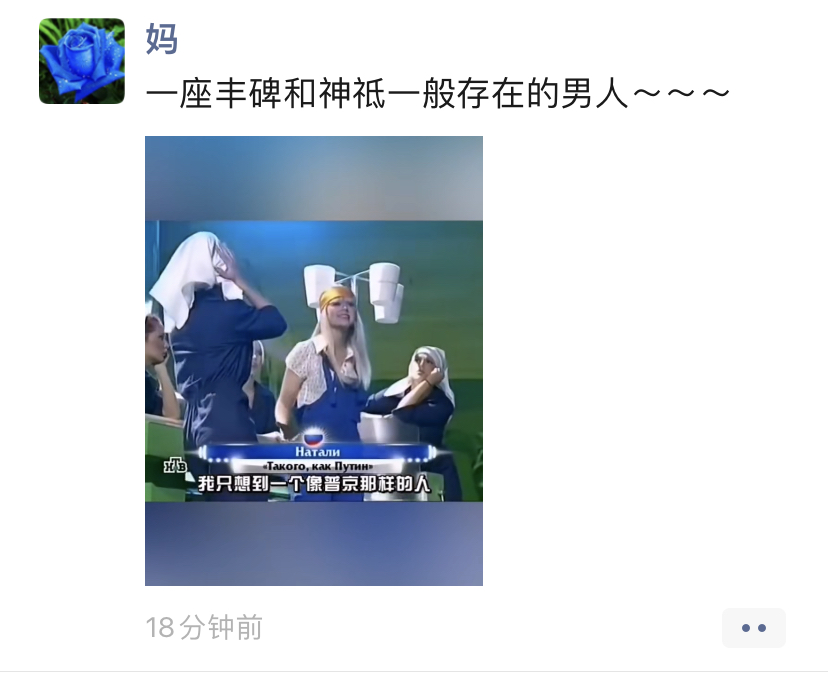 妈
一座丰碑和神祇一般存在的男人～～～
Натали
«Такого, как Путин»
НТВ
我只想到一个像普京那样的人
18分钟前